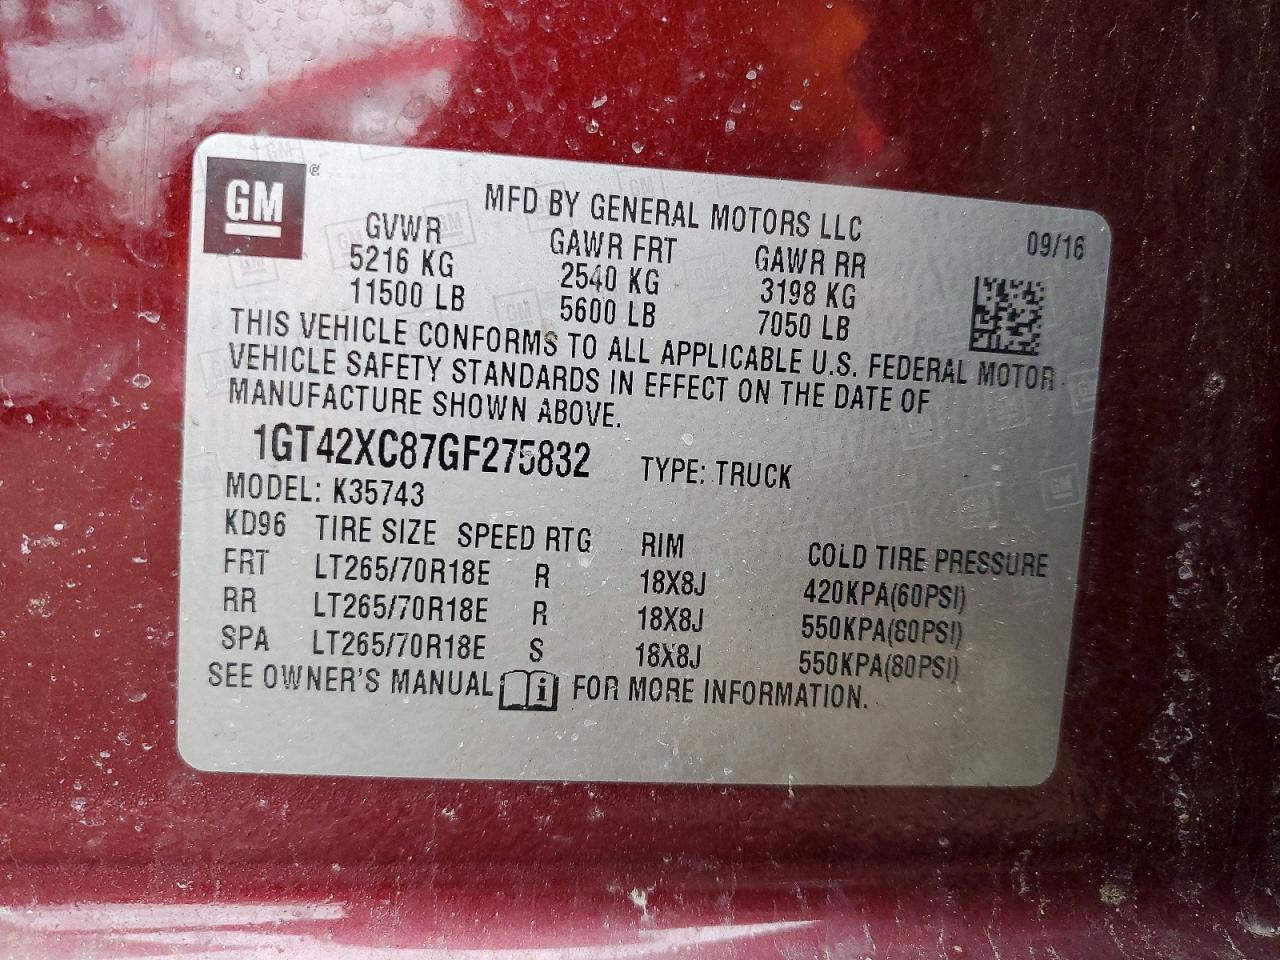 GM ®
MFD BY GENERAL MOTORS LLC
09/16
GVWR GAWR FRT GAWR RR
5216 KG 2540 KG 3198 KG
11500 LB 5600 LB 7050 LB
THIS VEHICLE CONFORMS TO ALL APPLICABLE U.S. FEDERAL MOTOR
VEHICLE SAFETY STANDARDS IN EFFECT ON THE DATE OF
MANUFACTURE SHOWN ABOVE.
1GT42XC87GF275832 TYPE: TRUCK
MODEL: K35743
KD96 TIRE SIZE SPEED RTG RIM COLD TIRE PRESSURE
FRT LT265/70R18E R 18X8J 420KPA(60PSI)
RR LT265/70R18E R 18X8J 550KPA(80PSI)
SPA LT265/70R18E S 18X8J 550KPA(80PSI)
SEE OWNER'S MANUAL i FOR MORE INFORMATION.